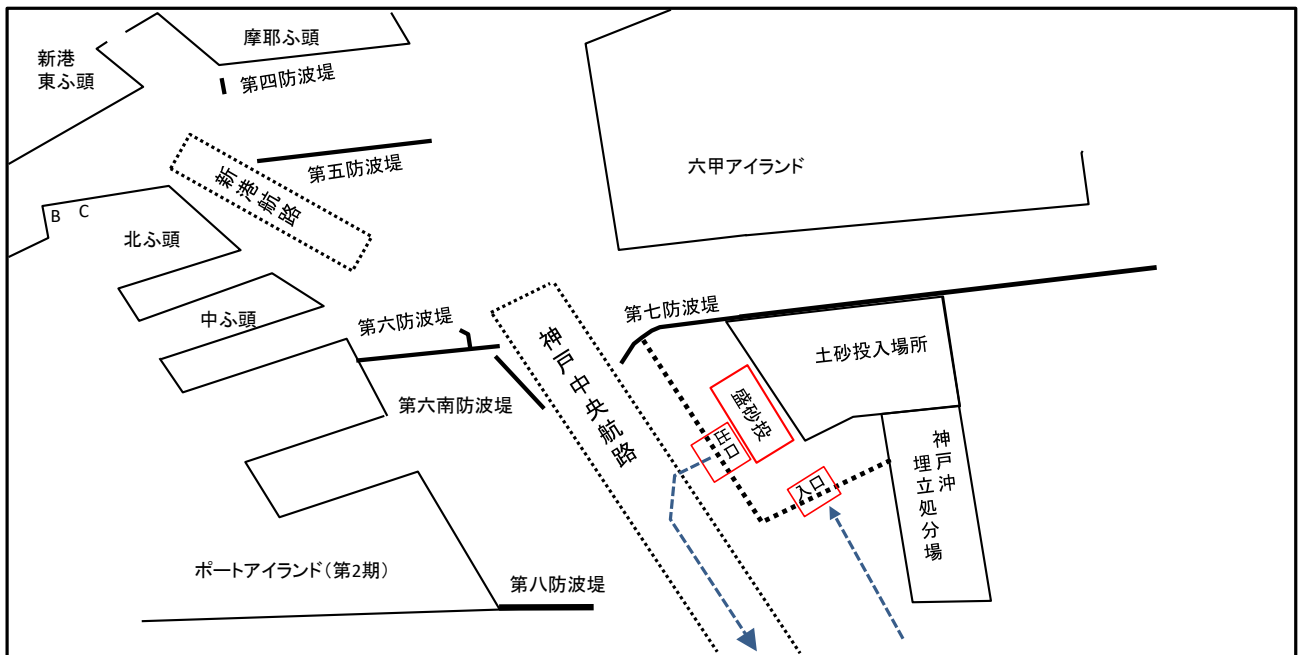 新港
東ふ頭
摩耶ふ頭
第四防波堤
第五防波堤
新港航路
六甲アイランド
B
C
北ふ頭
中ふ頭
第六防波堤
第七防波堤
神戸中央航路
土砂投入場所
第六南防波堤
盛砂投
口
入口
神戸沖
埋立処分場
ポートアイランド(第2期)
第八防波堤